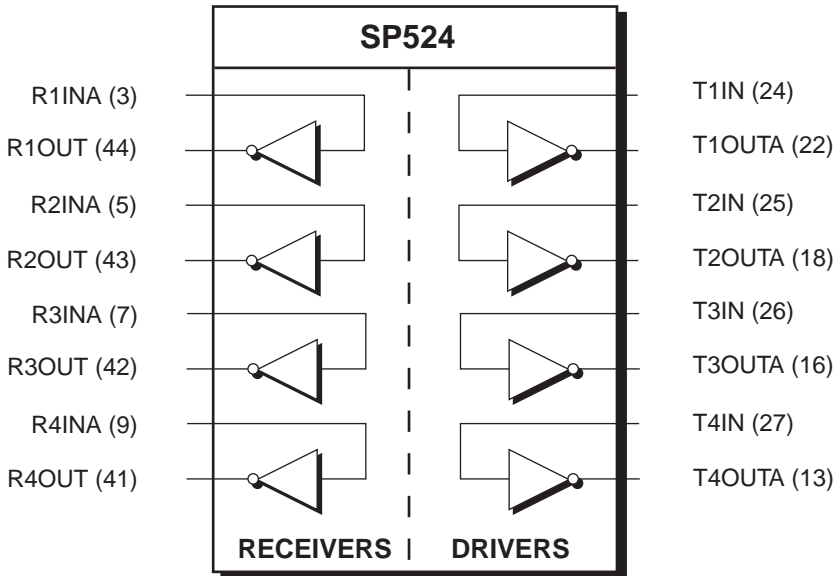 SP524
R1INA (3)
R1OUT (44)
R2INA (5)
R2OUT (43)
R3INA (7)
R3OUT (42)
R4INA (9)
R4OUT (41)
T1IN (24)
T1OUTA (22)
T2IN (25)
T2OUTA (18)
T3IN (26)
T3OUTA (16)
T4IN (27)
T4OUTA (13)
RECEIVERS
DRIVERS